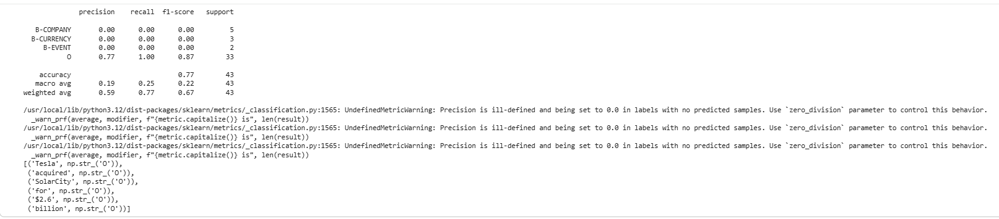 precision recall f1-score support
B-COMPANY 0.00 0.00 0.00 5
B-CURRENCY 0.00 0.00 0.00 3
B-EVENT 0.00 0.00 0.00 2
O 0.77 1.00 0.87 33
accuracy 0.77 43
macro avg 0.19 0.25 0.22 43
weighted avg 0.59 0.77 0.67 43
/usr/local/lib/python3.12/dist-packages/sklearn/metrics/_classification.py:1565: UndefinedMetricWarning: Precision is ill-defined and being set to 0.0 in labels with no predicted samples. Use `zero_division` parameter to control this behavior.
_warn_prf(average, modifier, f"{metric.capitalize()} is", len(result))
/usr/local/lib/python3.12/dist-packages/sklearn/metrics/_classification.py:1565: UndefinedMetricWarning: Precision is ill-defined and being set to 0.0 in labels with no predicted samples. Use `zero_division` parameter to control this behavior.
_warn_prf(average, modifier, f"{metric.capitalize()} is", len(result))
/usr/local/lib/python3.12/dist-packages/sklearn/metrics/_classification.py:1565: UndefinedMetricWarning: Precision is ill-defined and being set to 0.0 in labels with no predicted samples. Use `zero_division` parameter to control this behavior.
_warn_prf(average, modifier, f"{metric.capitalize()} is", len(result))
[('Tesla', np.str_('O')),
('acquired', np.str_('O')),
('SolarCity', np.str_('O')),
('for', np.str_('O')),
('$2.6', np.str_('O')),
('billion', np.str_('O'))]